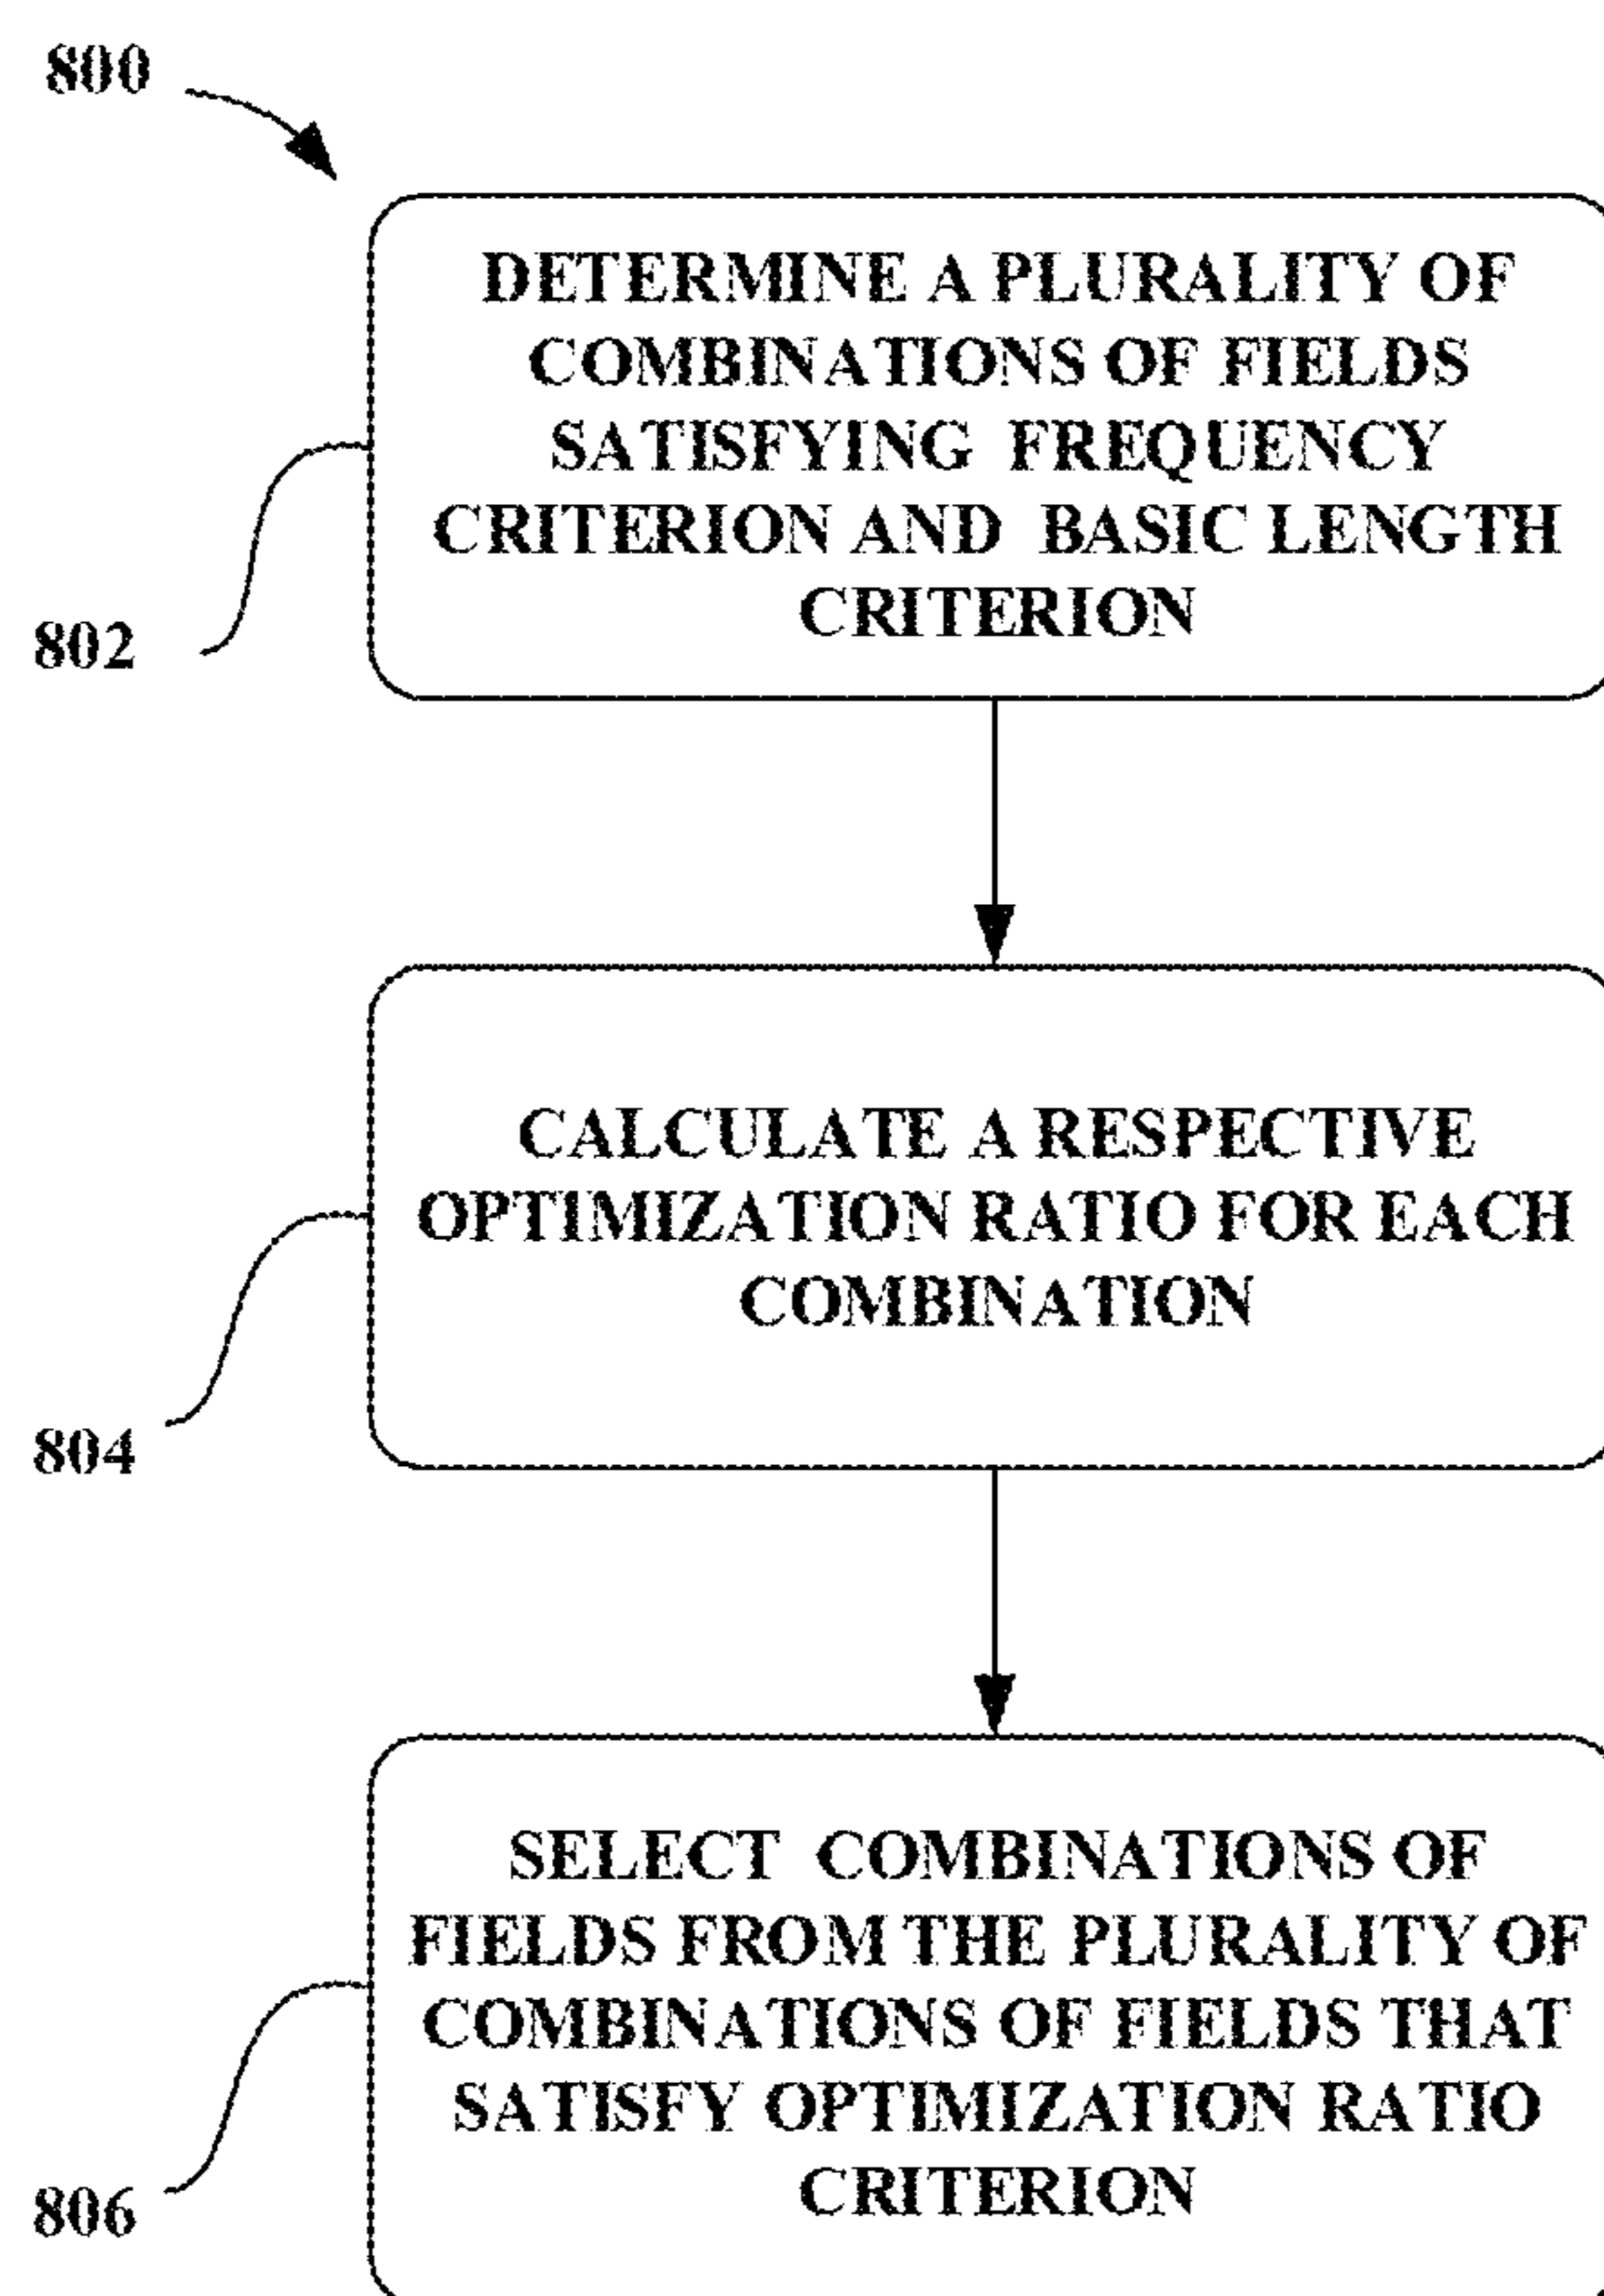 800
DETERMINE A PLURALITY OF
COMBINATIONS OF FIELDS
SATISFYING FREQUENCY
CRITERION AND BASIC LENGTH
CRITERION
802
CALCULATE A RESPECTIVE
OPTIMIZATION RATIO FOR EACH
COMBINATION
804
SELECT COMBINATIONS OF
FIELDS FROM THE PLURALITY OF
COMBINATIONS OF FIELDS THAT
SATISFY OPTIMIZATION RATIO
CRITERION
806